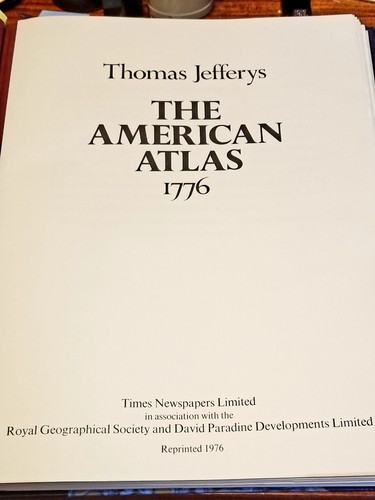 Thomas Jefferys
THE
AMERICAN
ATLAS
1776
Times Newspapers Limited
in association with the
Royal Geographical Society and David Paradine Developments Limited
Reprinted 1976